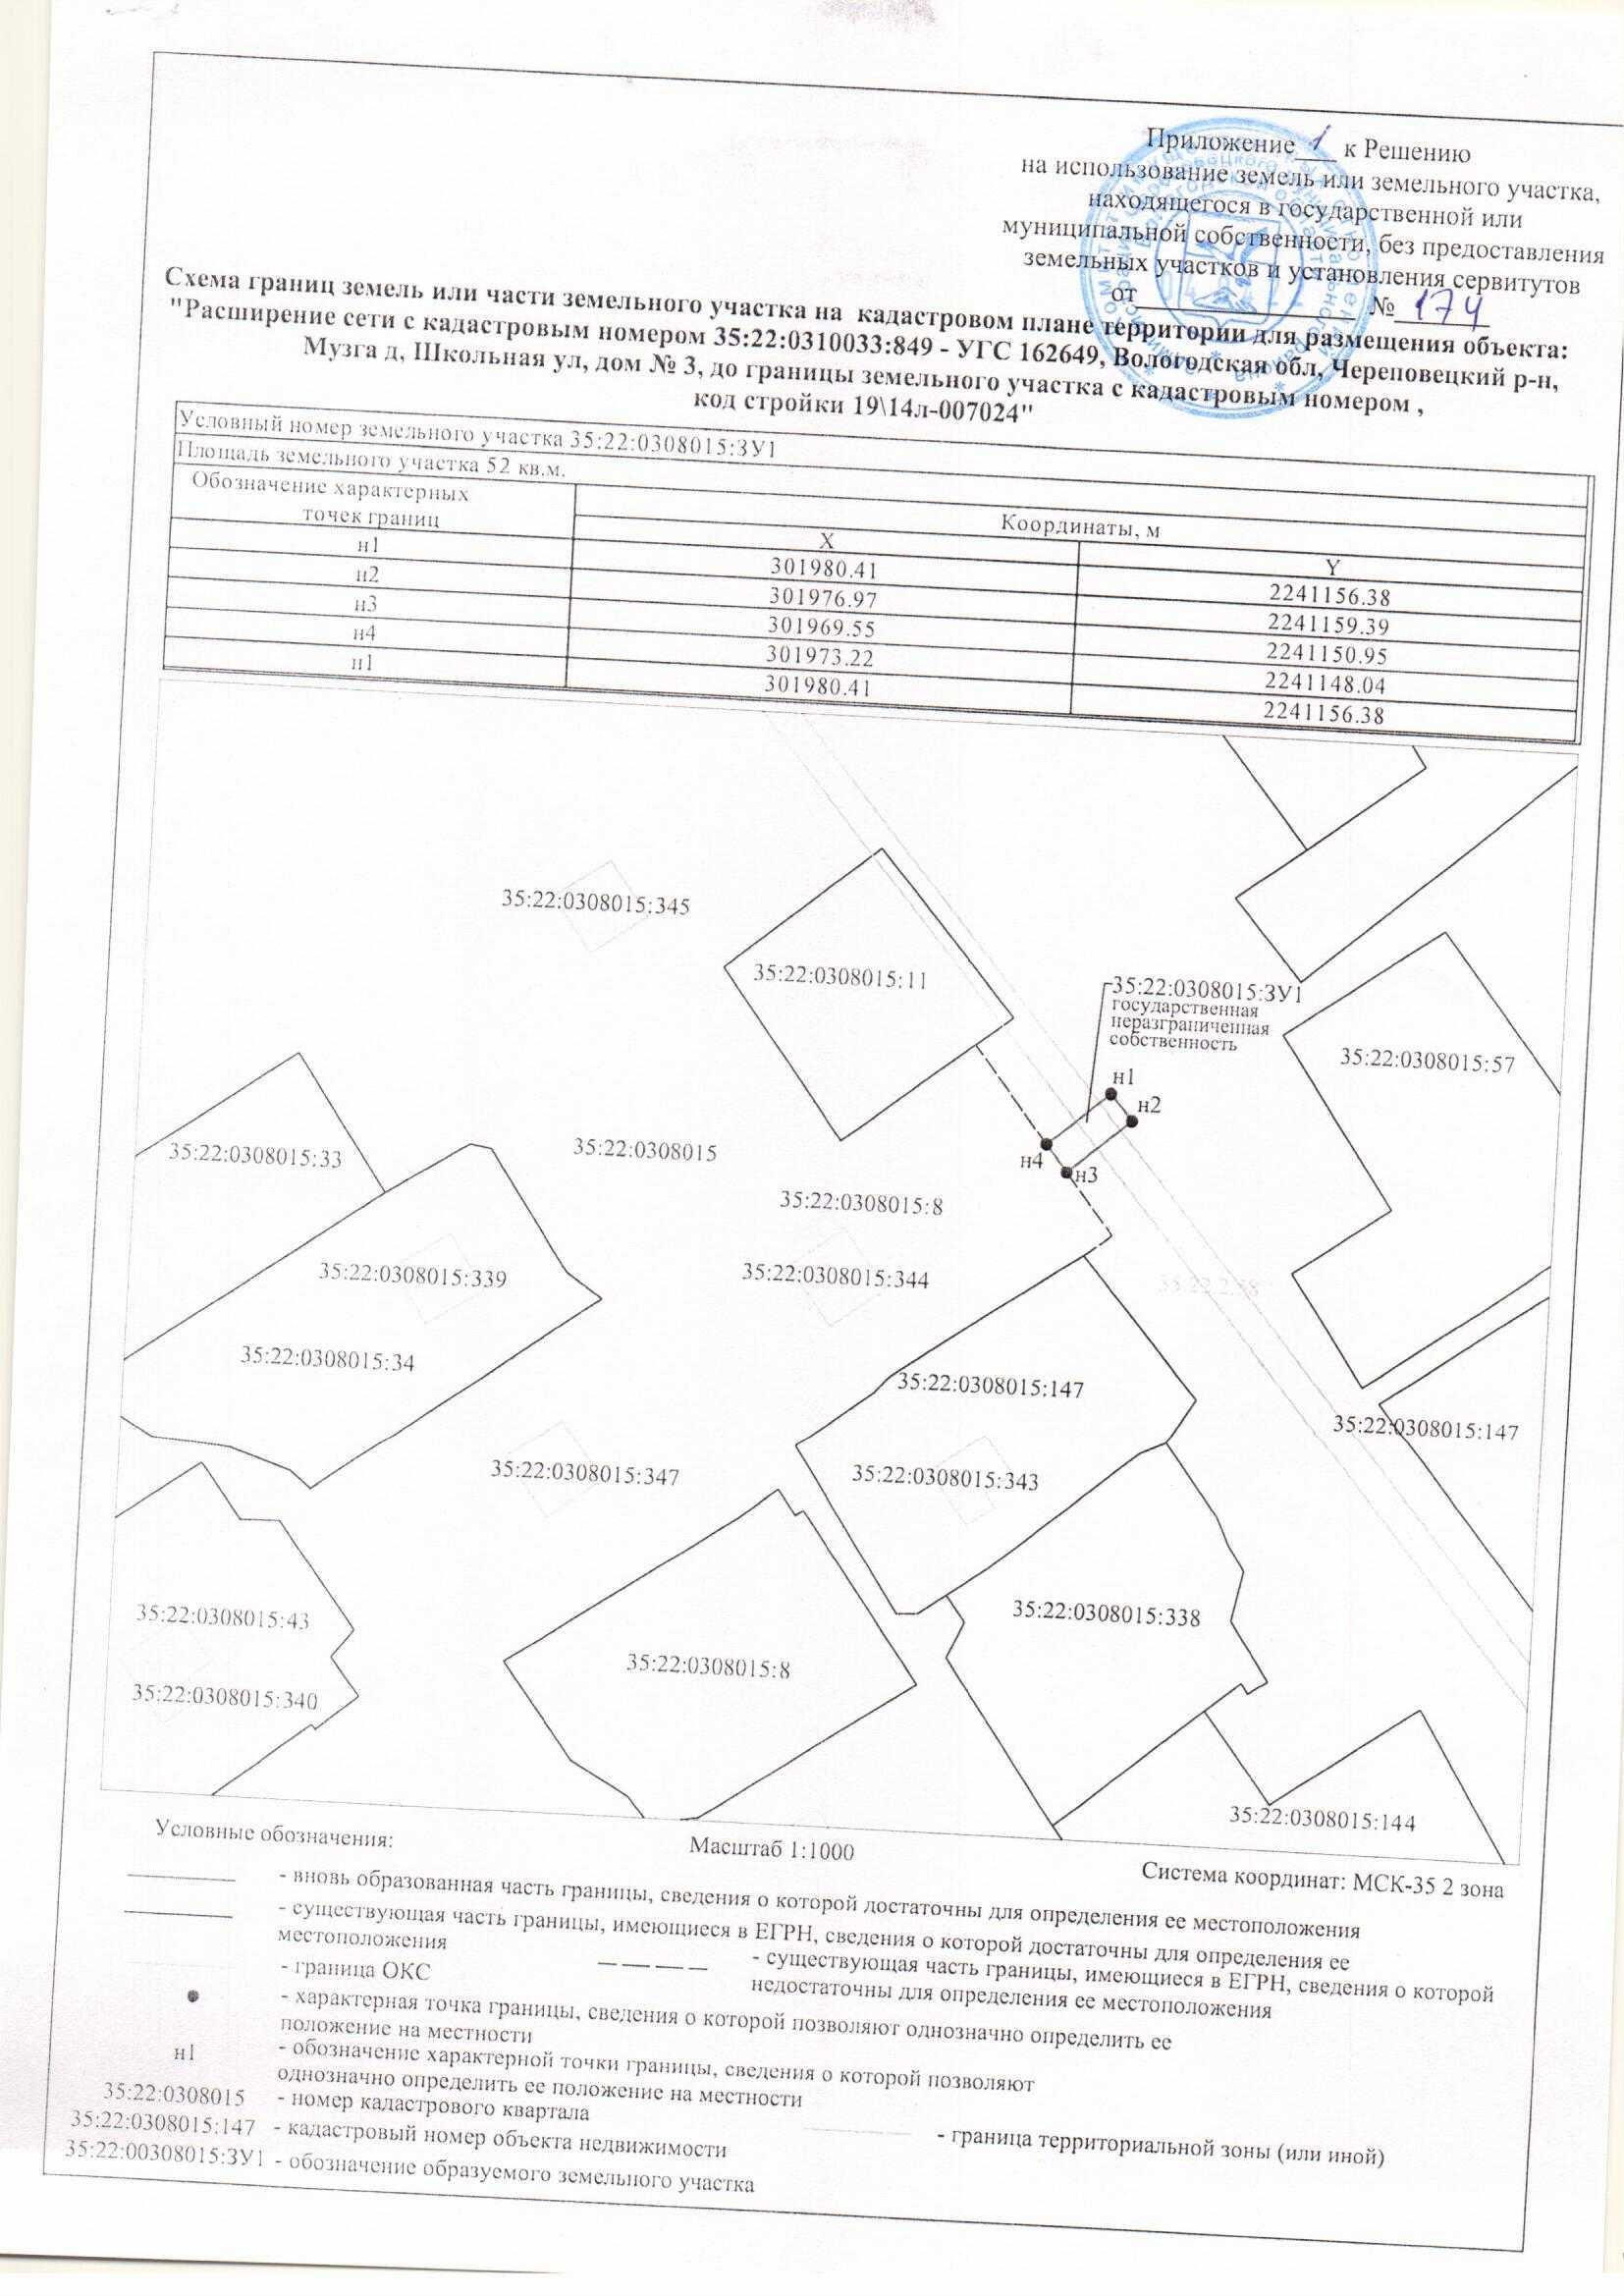 Приложение 1 к Решению
на использование земель или земельного участка,
находящегося в государственной или
муниципальной собственности, без предоставления
земельных участков и установления сервитутов
от № 174
Схема границ земель или части земельного участка на кадастровом плане территории для размещения объекта:
"Расширение сети с кадастровым номером 35:22:0310033:849 - УГС 162649, Вологодская обл, Череповецкий р-н,
Музга д, Школьная ул, дом № 3, до границы земельного участка с кадастровым номером ,
код стройки 19\14л-007024"
Условный номер земельного участка 35:22:0308015:ЗУ1
Площадь земельного участка 52 кв.м.
Обозначение характерных точек границ Координаты, м
X Y
н1 301980.41 2241156.38
н2 301976.97 2241159.39
н3 301969.55 2241150.95
н4 301973.22 2241148.04
н1 301980.41 2241156.38
35:22:0308015:345
35:22:0308015:11
35:22:0308015:ЗУ1
государственная
неразграниченная
собственность
35:22:0308015:57
н1
н2
н4
н3
35:22:0308015:33
35:22:0308015
35:22:0308015:8
35:22:0308015:339
35:22:0308015:344
35:22:0308015:34
35:22:0308015:147
35:22:0308015:147
35:22:0308015:347
35:22:0308015:343
35:22:0308015:43
35:22:0308015:338
35:22:0308015:8
35:22:0308015:340
35:22:0308015:144
Условные обозначения:
Масштаб 1:1000
Система координат: МСК-35 2 зона
- вновь образованная часть границы, сведения о которой достаточны для определения ее местоположения
- существующая часть границы, имеющиеся в ЕГРН, сведения о которой достаточны для определения ее
местоположения
- граница ОКС
- существующая часть границы, имеющиеся в ЕГРН, сведения о которой
недостаточны для определения ее местоположения
- характерная точка границы, сведения о которой позволяют однозначно определить ее
положение на местности
н1 - обозначение характерной точки границы, сведения о которой позволяют
однозначно определить ее положение на местности
35:22:0308015 - номер кадастрового квартала
35:22:0308015:147 - кадастровый номер объекта недвижимости
- граница территориальной зоны (или иной)
35:22:00308015:ЗУ1 - обозначение образуемого земельного участка